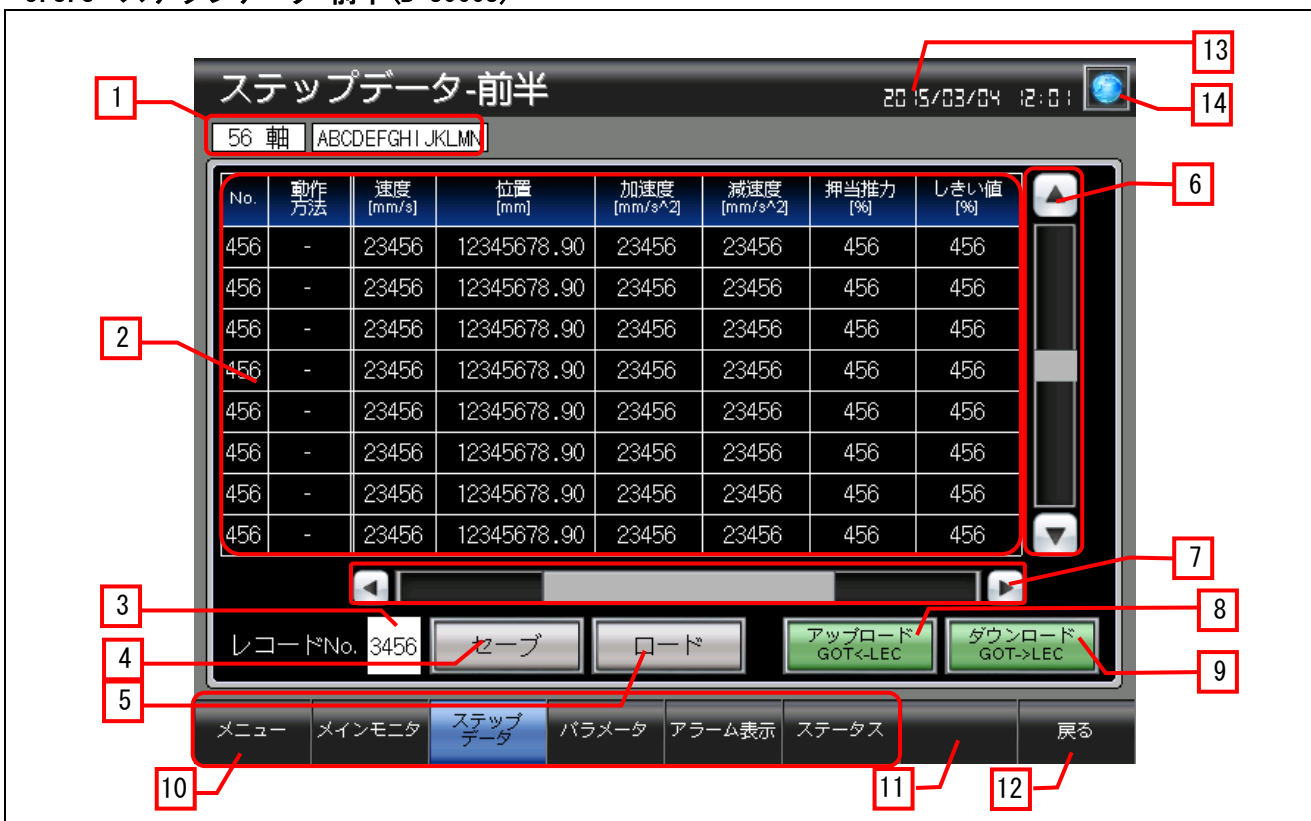 13
ステップデータ-前半
2015/03/04 12:01
1
14
56 軸 ABCDEFGHIJKLMN
6
No. 動作方法 速度[mm/s] 位置[mm] 加速度[mm/s^2] 減速度[mm/s^2] 押当推力[%] しきい値[%]
456 - 23456 12345678.90 23456 23456 456 456
456 - 23456 12345678.90 23456 23456 456 456
2
456 - 23456 12345678.90 23456 23456 456 456
456 - 23456 12345678.90 23456 23456 456 456
456 - 23456 12345678.90 23456 23456 456 456
456 - 23456 12345678.90 23456 23456 456 456
456 - 23456 12345678.90 23456 23456 456 456
456 - 23456 12345678.90 23456 23456 456 456
7
3
8
レコードNo. 3456 セーブ ロード アップロード GOT<-LEC ダウンロード GOT->LEC
4
9
5
メニュー メインモニタ ステップデータ パラメータ アラーム表示 ステータス 戻る
10
11
12